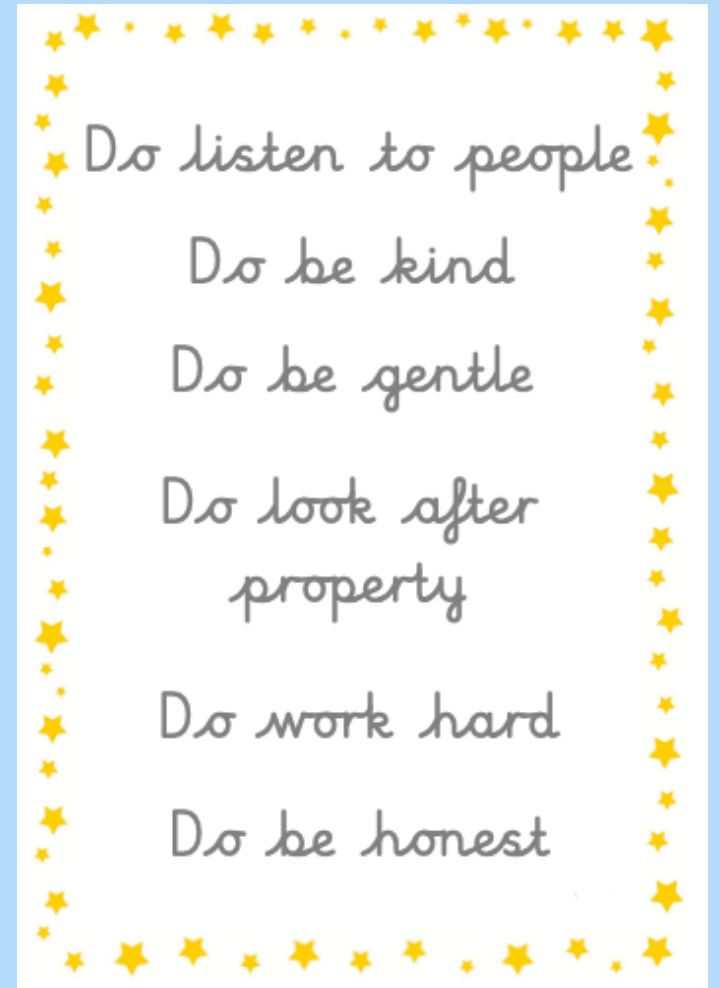 Do listen to people
Do be kind
Do be gentle
Do look after
property
Do work hard
Do be honest